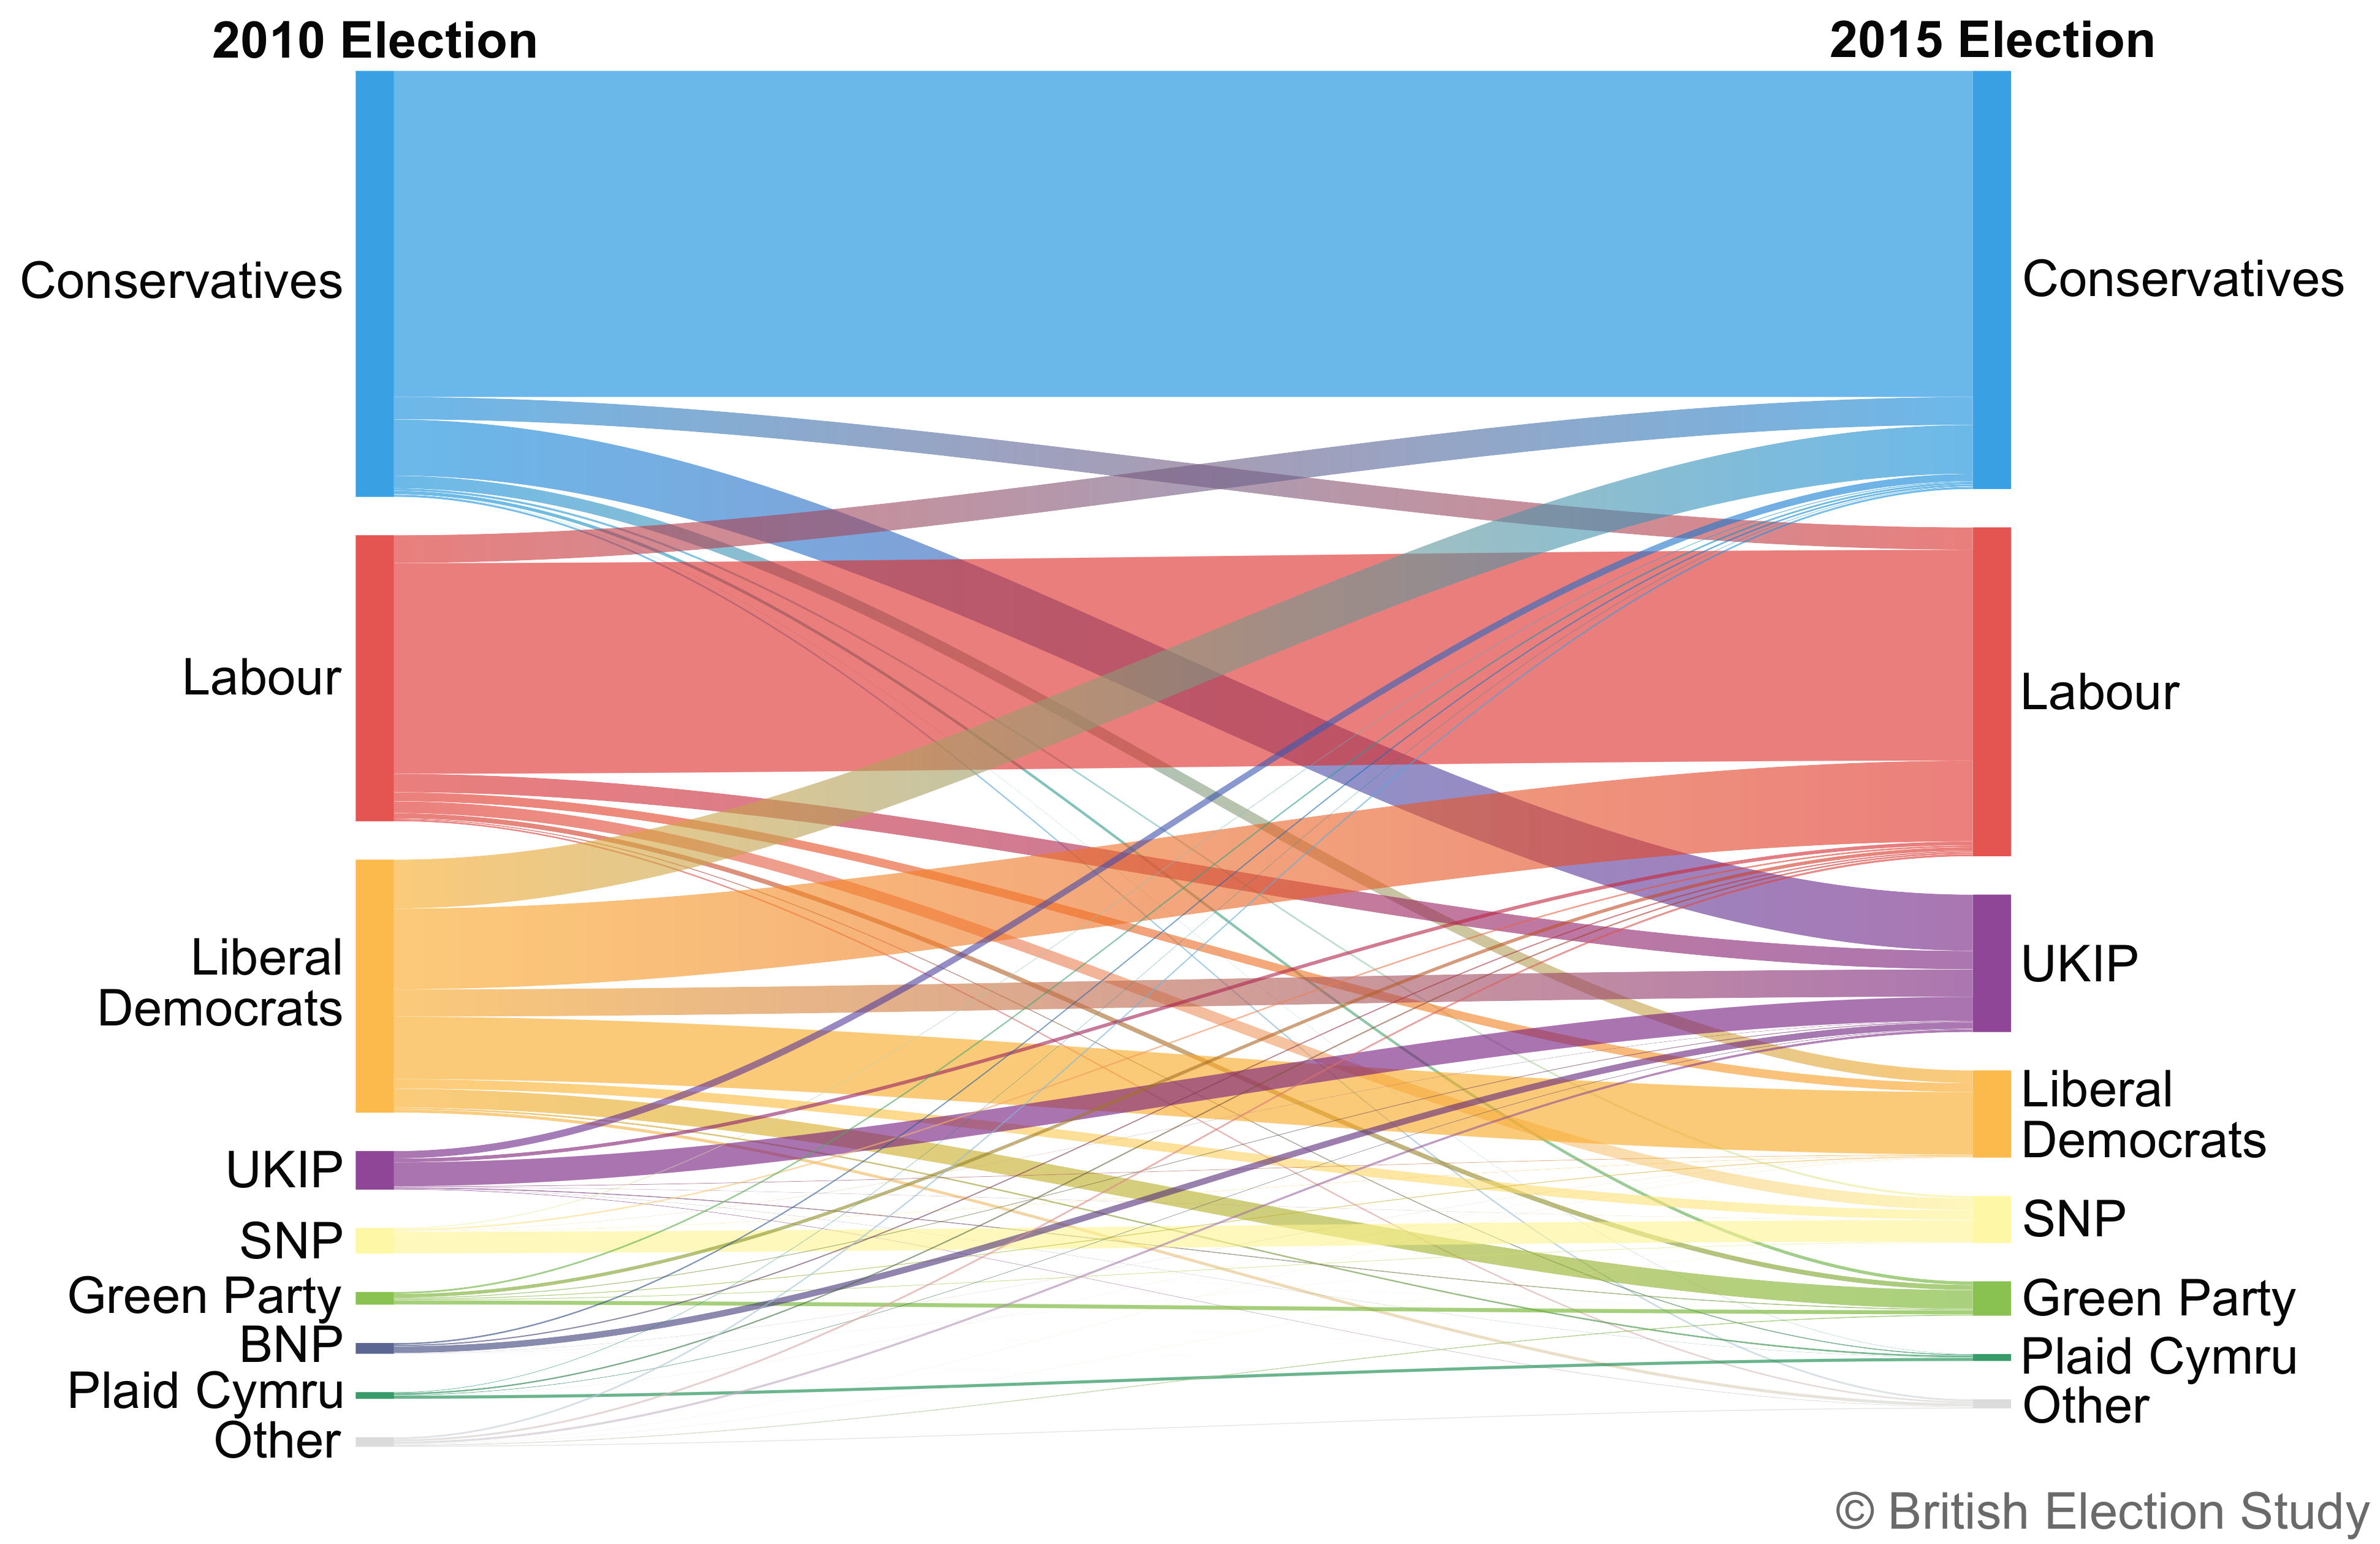 2010 Election
2015 Election
Conservatives
Labour
Liberal
Democrats
UKIP
SNP
Green Party
BNP
Plaid Cymru
Other
Conservatives
Labour
UKIP
Liberal
Democrats
SNP
Green Party
Plaid Cymru
Other
© British Election Study